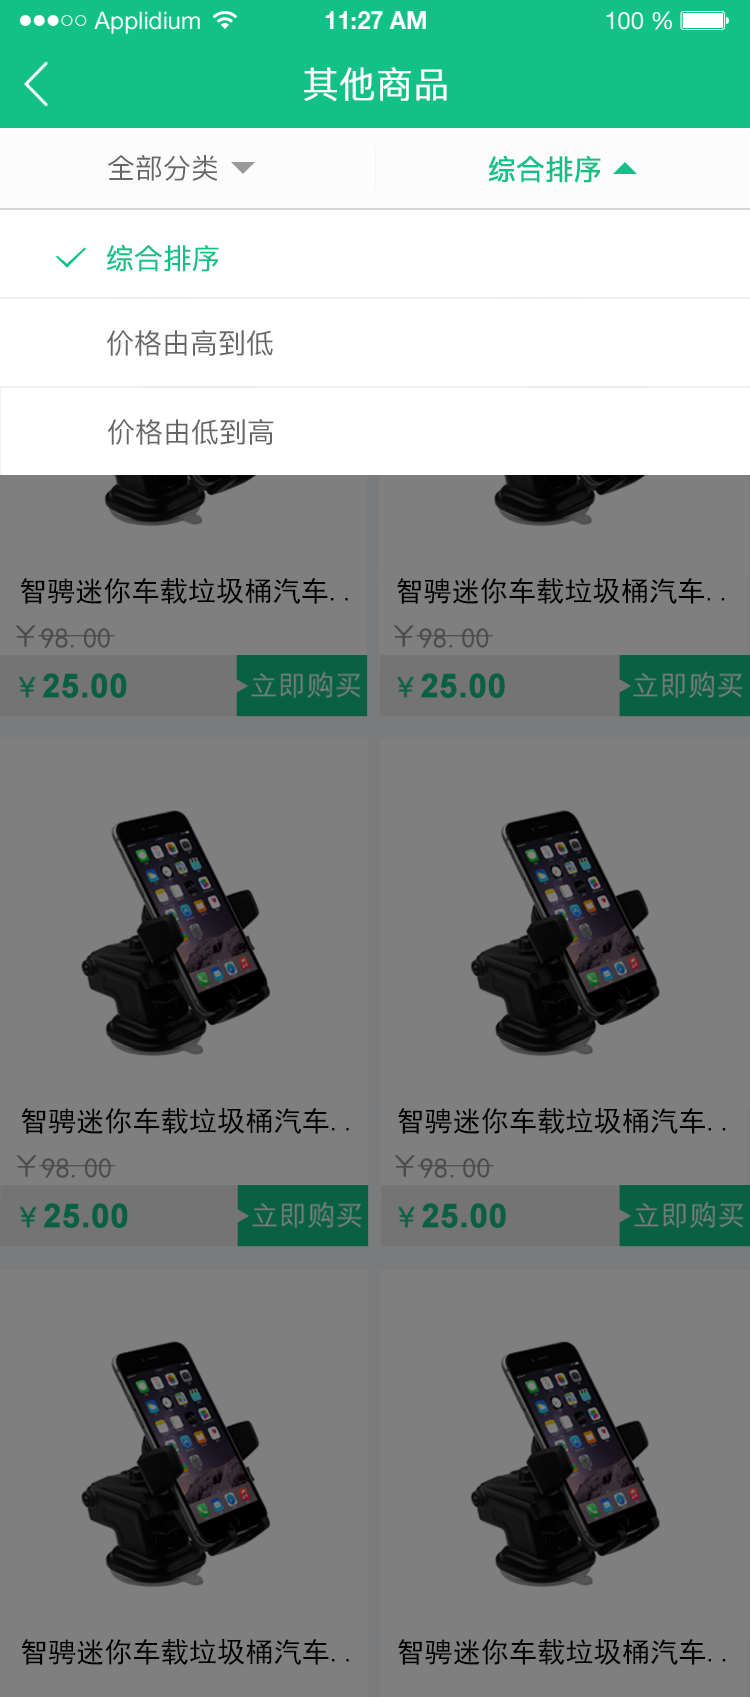 Applidium 11:27 AM 100 %
其他商品
全部分类 综合排序
综合排序
价格由高到低
价格由低到高
智骋迷你车载垃圾桶汽车.. 智骋迷你车载垃圾桶汽车..
￥98.00 ￥98.00
￥25.00 立即购买 ￥25.00 立即购买
智骋迷你车载垃圾桶汽车.. 智骋迷你车载垃圾桶汽车..
￥98.00 ￥98.00
￥25.00 立即购买 ￥25.00 立即购买
智骋迷你车载垃圾桶汽车.. 智骋迷你车载垃圾桶汽车..